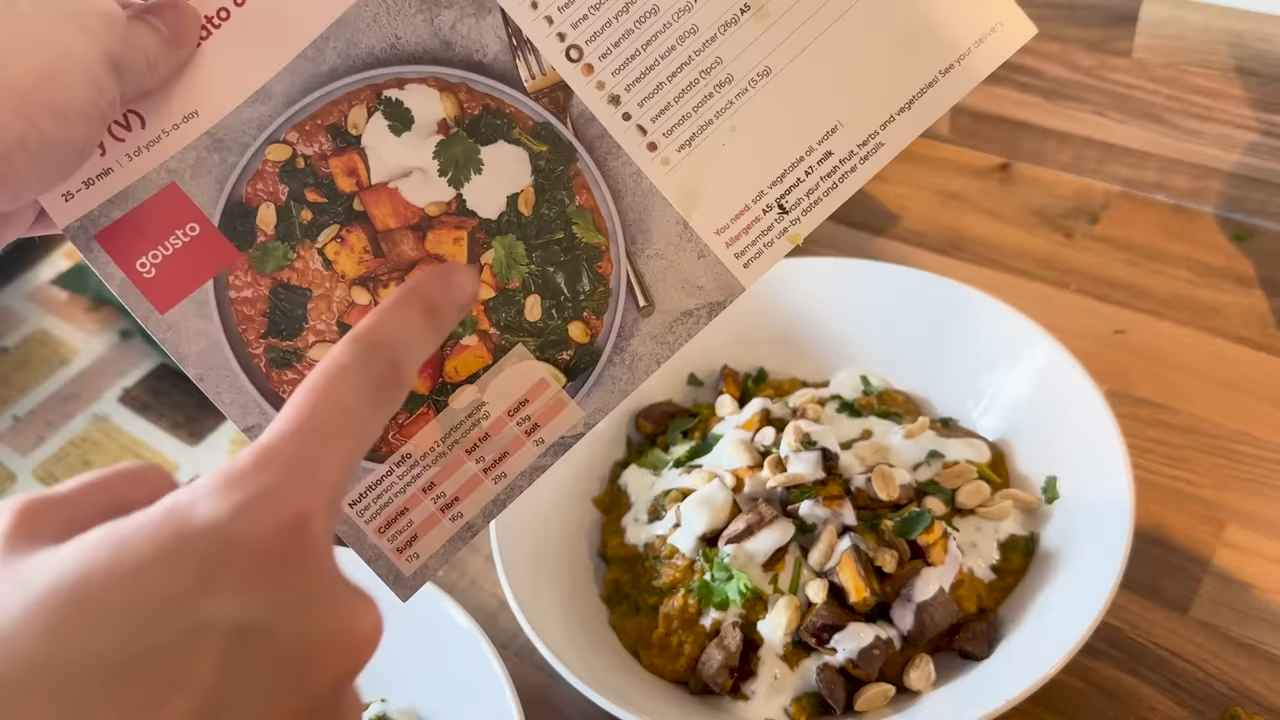 ato &
y (V)
25 – 30 min | 3 of your 5-a-day
gousto
lime (1pc
natural yoghu
red lentils (100g)
roasted peanuts (25g)
shredded kale (80g)
smooth peanut butter (26g) A5
sweet potato (1pcs)
tomato paste (16g)
vegetable stock mix (5.5g)
You need: salt, vegetable oil, water
Allergens: A5: peanut, A7: milk
Remember to wash your fresh fruit, herbs and vegetables! See your delivery
email for use-by dates and other details.
Nutritional info
(per person, based on a 2 portion recipe,
supplied ingredients only, pre-cooking)
Calories Fat Sat fat Carbs
581kcal 24g 4g 63g
Sugar Fibre Protein Salt
17g 16g 29g 2g